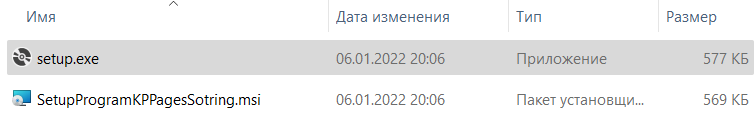 Имя Дата изменения Тип Размер
setup.exe 06.01.2022 20:06 Приложение 577 КБ
SetupProgramKPPagesSotring.msi 06.01.2022 20:06 Пакет установщи... 569 КБ